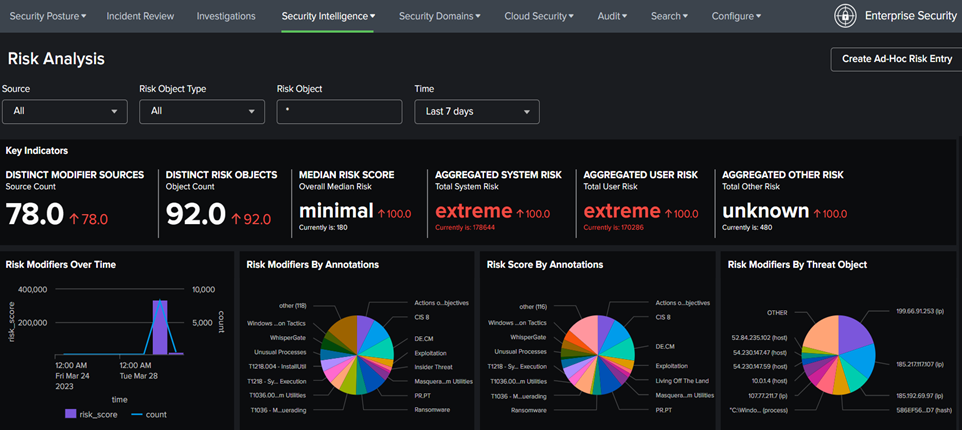 Security Posture Incident Review Investigations Security Intelligence Security Domains Cloud Security Audit Search Configure Enterprise Security
Risk Analysis
Create Ad-Hoc Risk Entry
Source Risk Object Type Risk Object Time
All All * Last 7 days
Key Indicators
DISTINCT MODIFIER SOURCES
Source Count
78.0 78.0
DISTINCT RISK OBJECTS
Object Count
92.0 92.0
MEDIAN RISK SCORE
Overall Median Risk
minimal 100.0
Currently is: 180
AGGREGATED SYSTEM RISK
Total System Risk
extreme 100.0
Currently is: 178644
AGGREGATED USER RISK
Total User Risk
extreme 100.0
Currently is: 170286
AGGREGATED OTHER RISK
Total Other Risk
unknown 100.0
Currently is: 480
Risk Modifiers Over Time
400,000
200,000
risk_score
10,000
5,000
count
12:00 AM
Fri Mar 24
2023
12:00 AM
Tue Mar 28
time
risk_score count
Risk Modifiers By Annotations
other (118)
Windows ...on Tactics
WhisperGate
Unusual Processes
T1218.004 - InstallUtil
T1218 - Sy... Execution
T1036.00...m Utilities
T1036 - M...uerading
Actions o...bjectives
CIS 8
DE.CM
Exploitation
Insider Threat
Masquera...m Utilities
PR.PT
Ransomware
Risk Score By Annotations
other (116)
Windows ...on Tactics
WhisperGate
Unusual Processes
T1218 - Sy... Execution
T1036.00...m Utilities
T1036 - M...uerading
Ransomware
Actions o...bjectives
CIS 8
DE.CM
Exploitation
Living Off The Land
Masquera...m Utilities
PR.PT
Risk Modifiers By Threat Object
OTHER
52.84.235.102 (host)
54.230.147.47 (host)
54.230.147.59 (host)
10.0.1.4 (host)
107.77.211.7 (ip)
"C:\Windo... (process)
199.66.91.253 (ip)
185.217.117.107 (ip)
185.192.69.97 (ip)
586EF56...D7 (hash)